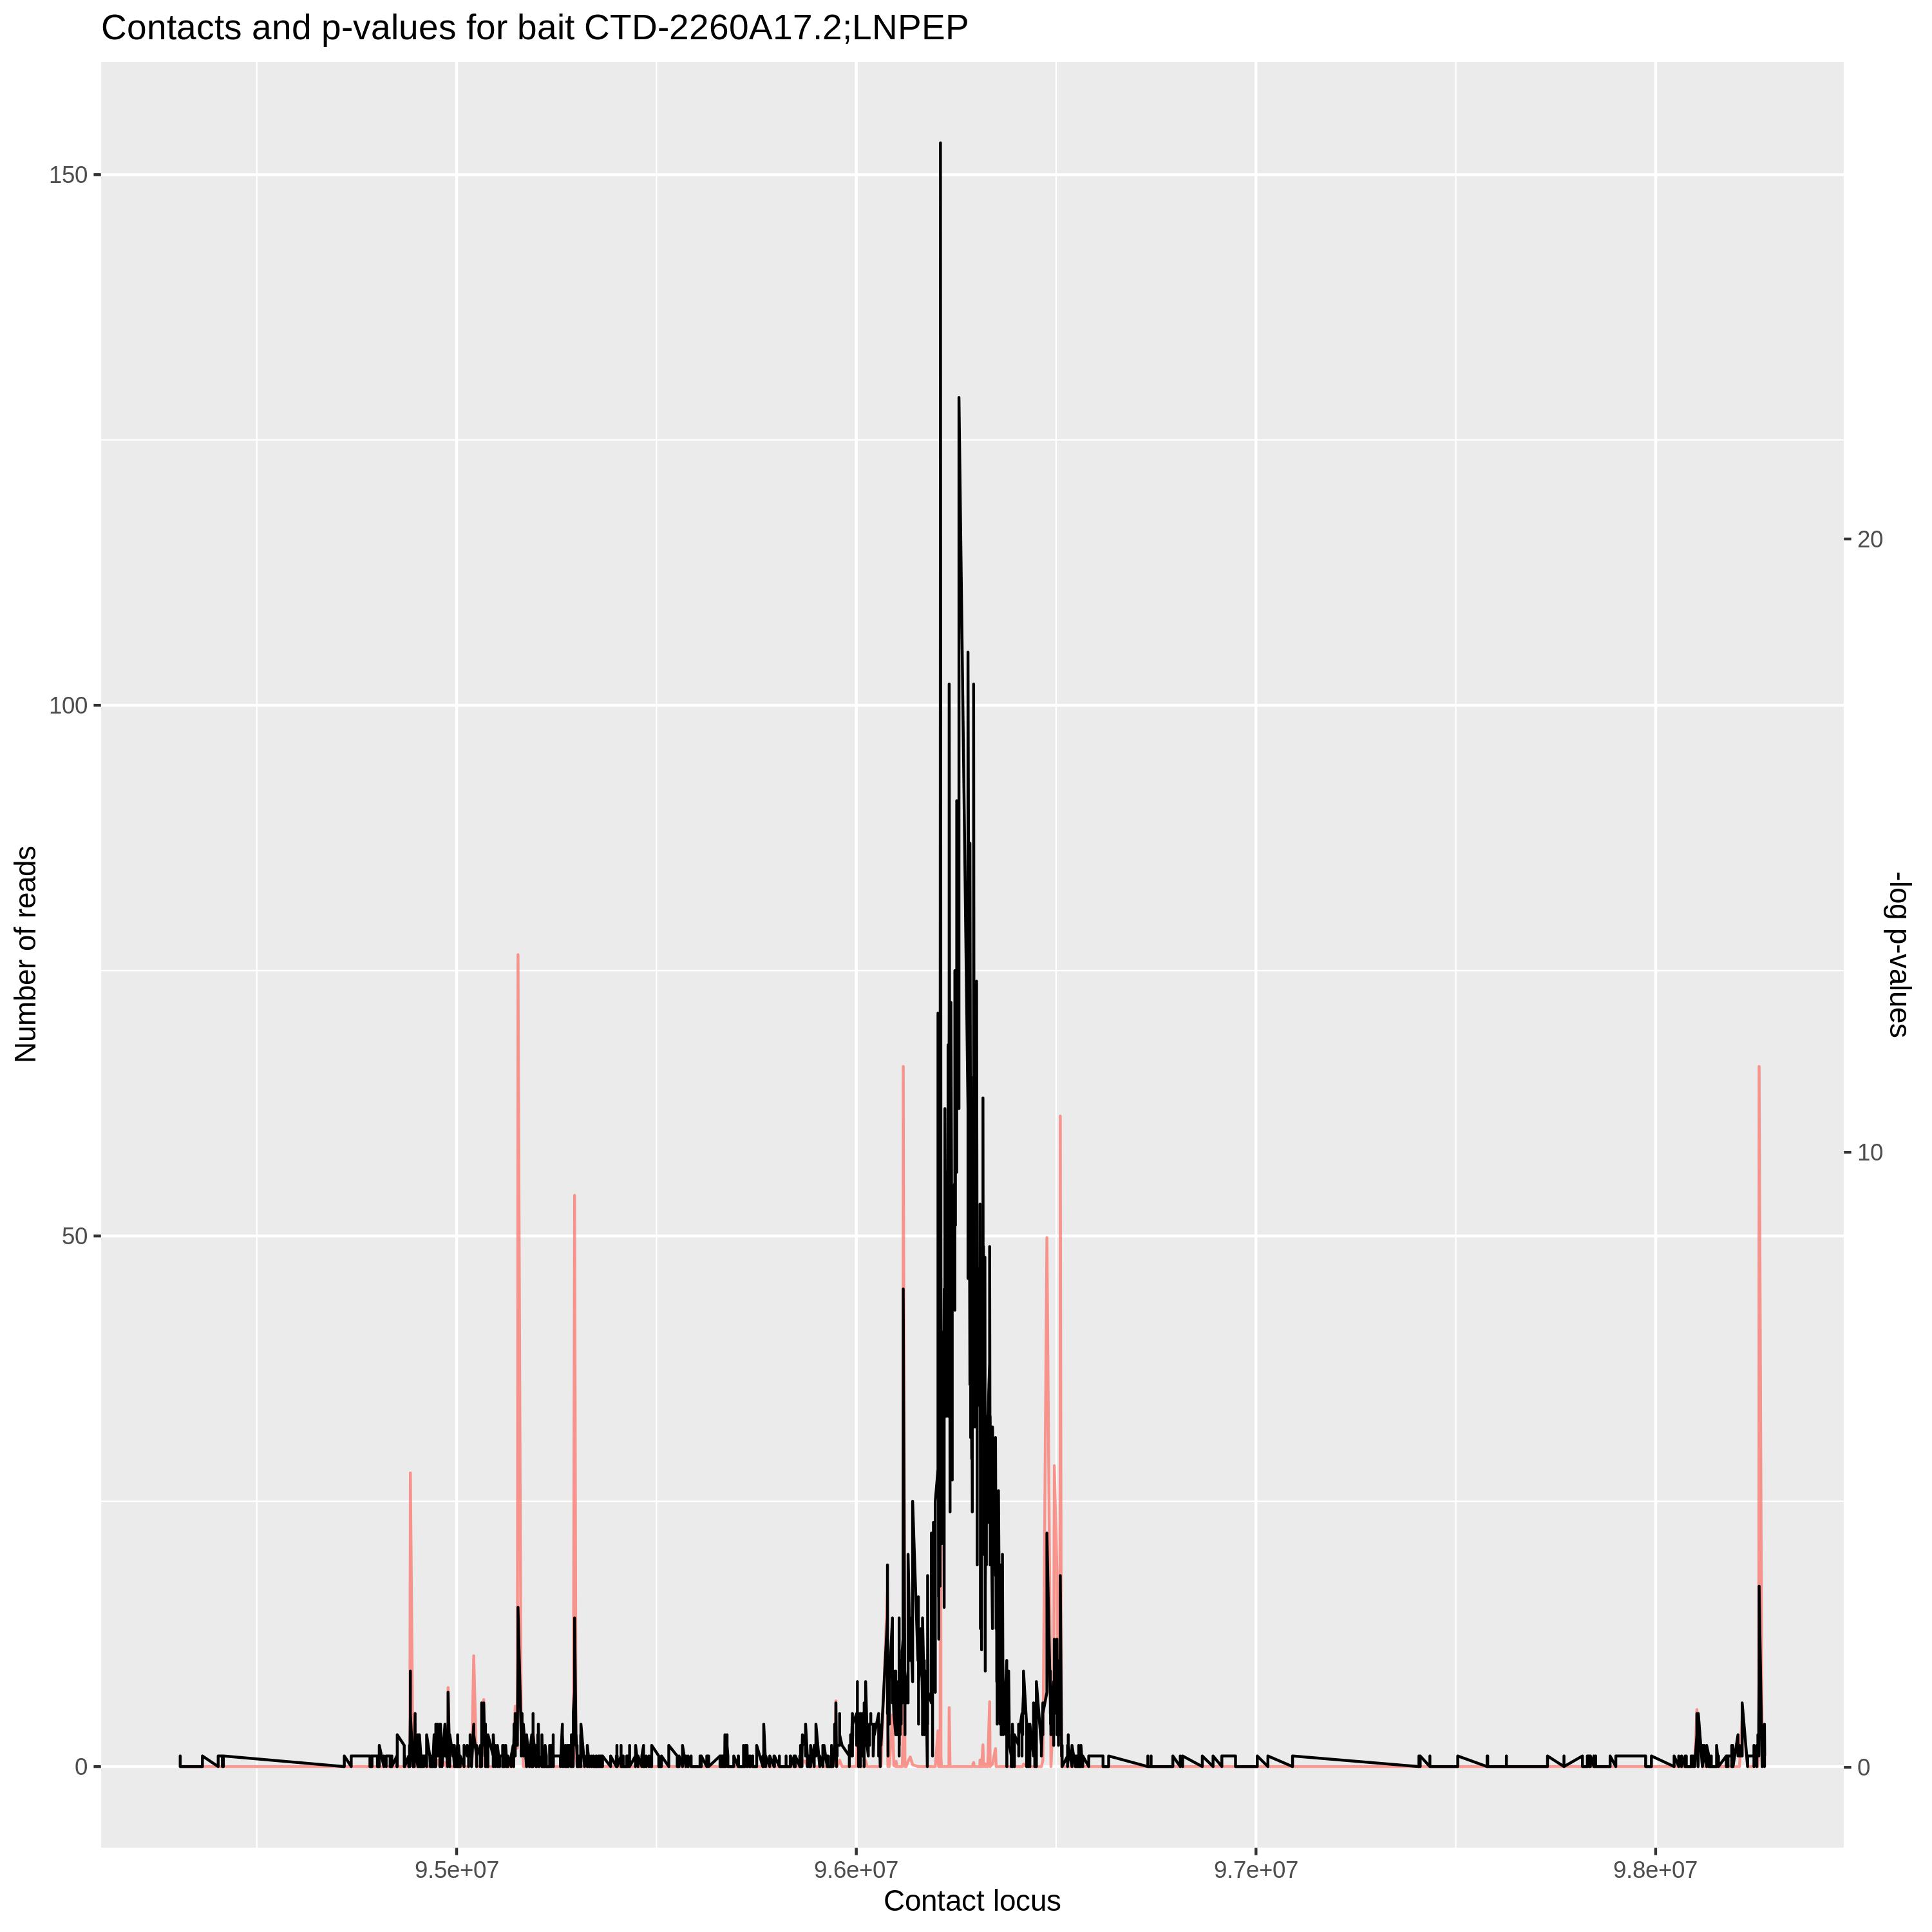 Contacts and p-values for bait CTD-2260A17.2;LNPEP
150
100
50
0
Number of reads
20
10
0
-log p-values
9.5e+07 9.6e+07 9.7e+07 9.8e+07
Contact locus